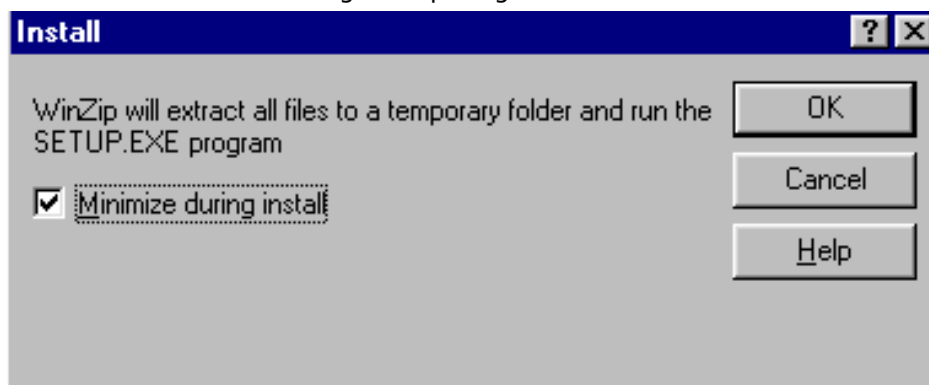 Install
WinZip will extract all files to a temporary folder and run the
SETUP.EXE program
Minimize during install
OK
Cancel
Help